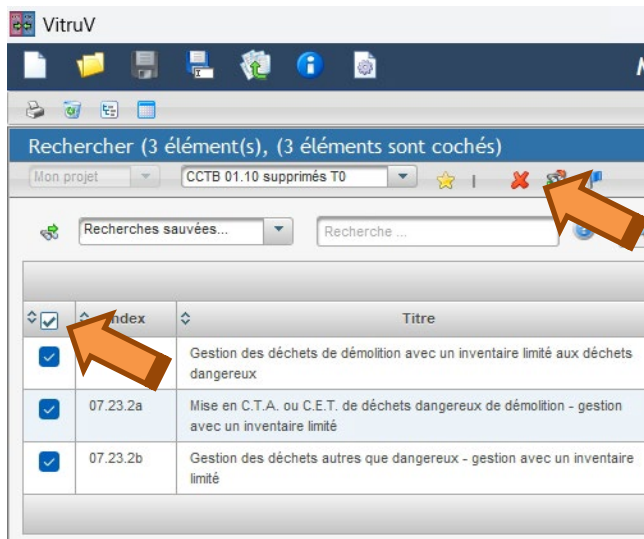 VitruV
Rechercher (3 élément(s), (3 éléments sont cochés)
Mon projet
CCTB 01.10 supprimés T0
Recherches sauvées...
Recherche ...
Titre
Gestion des déchets de démolition avec un inventaire limité aux déchets
dangereux
07.23.2a
Mise en C.T.A. ou C.E.T. de déchets dangereux de démolition - gestion
avec un inventaire limité
07.23.2b
Gestion des déchets autres que dangereux - gestion avec un inventaire
limité